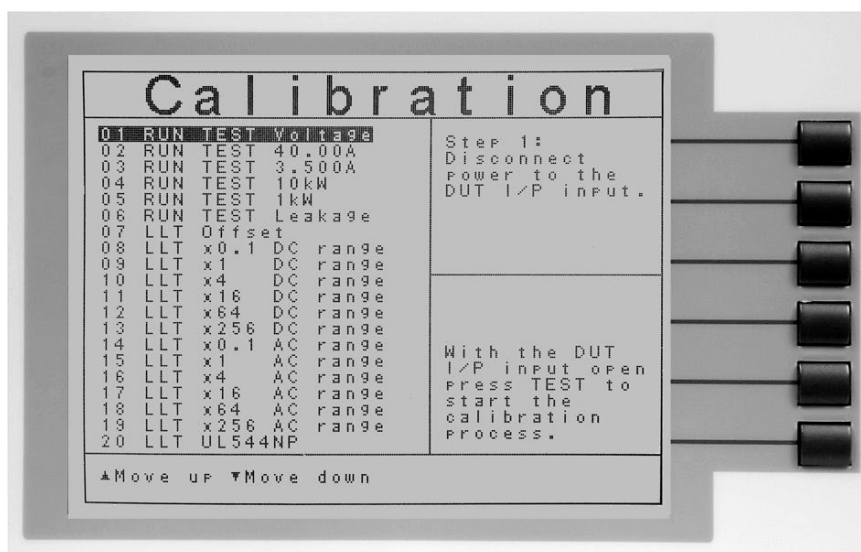 Calibration
01 RUN TEST Voltage
02 RUN TEST 40.00A
03 RUN TEST 3.500A
04 RUN TEST 10kW
05 RUN TEST 1kW
06 RUN TEST Leakage
07 LLT Offset
08 LLT x0.1 DC range
09 LLT x1 DC range
10 LLT x4 DC range
11 LLT x16 DC range
12 LLT x64 DC range
13 LLT x256 DC range
14 LLT x0.1 AC range
15 LLT x1 AC range
16 LLT x4 AC range
17 LLT x16 AC range
18 LLT x64 AC range
19 LLT x256 AC range
20 LLT UL544NP
Step 1:
Disconnect
power to the
DUT I/P input.
With the DUT
I/P input open
press TEST to
start the
calibration
process.
▲Move up ▼Move down